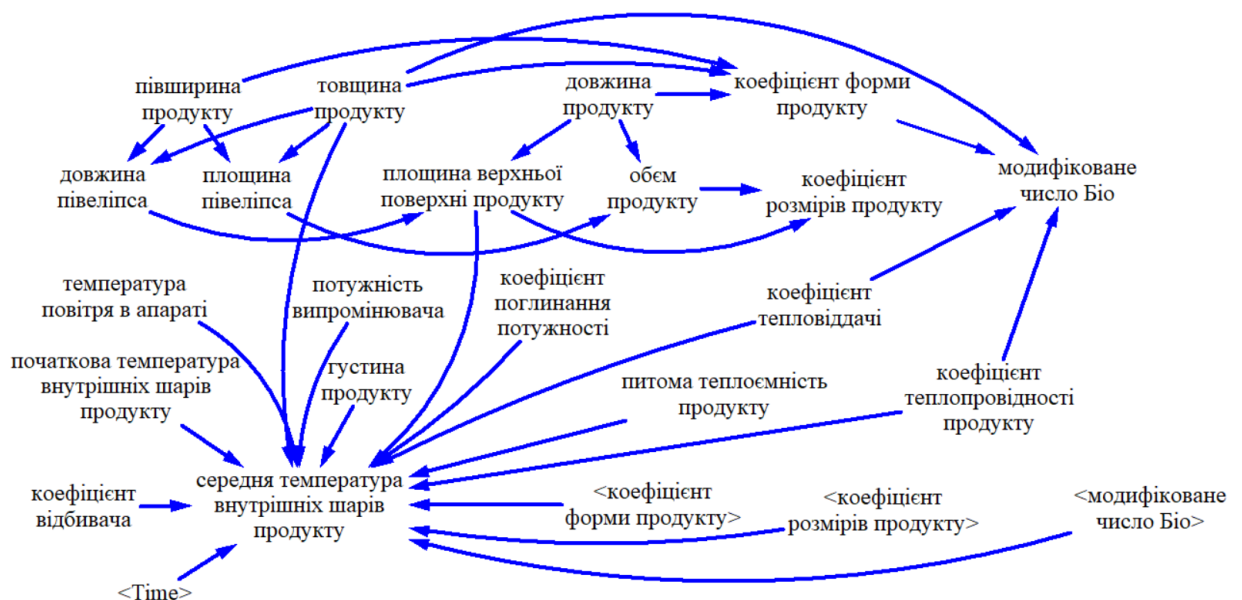 півширина
продукту
товщина
продукту
довжина
продукту
коефіцієнт форми
продукту
довжина
півеліпса
площина
півеліпса
площина верхньої
поверхні продукту
обєм
продукту
коефіцієнт
розмірів продукту
модифіковане
число Біо
температура
повітря в апараті
потужність
випромінювача
коефіцієнт
поглинання
потужності
коефіцієнт
тепловіддачі
початкова температура
внутрішніх шарів
продукту
густина
продукту
питома теплоємність
продукту
коефіцієнт
теплопровідності
продукту
коефіцієнт
відбивача
середня температура
внутрішніх шарів
продукту
<коефіцієнт
форми продукту>
<коефіцієнт
розмірів продукту>
<модифіковане
число Біо>
<Time>